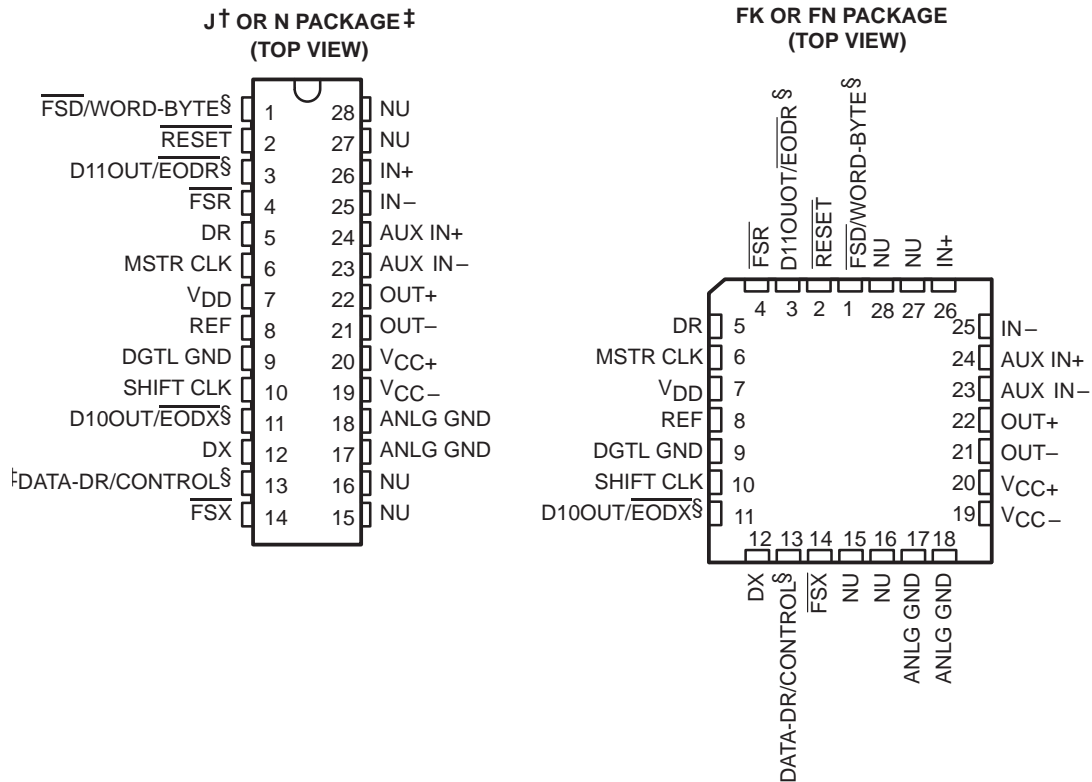 J† OR N PACKAGE‡
(TOP VIEW)
FSD/WORD-BYTE§ 1 28 NU
RESET 2 27 NU
D11OUT/EODR§ 3 26 IN+
FSR 4 25 IN–
DR 5 24 AUX IN+
MSTR CLK 6 23 AUX IN–
VDD 7 22 OUT+
REF 8 21 OUT–
DGTL GND 9 20 VCC+
SHIFT CLK 10 19 VCC–
D10OUT/EODX§ 11 18 ANLG GND
DX 12 17 ANLG GND
DATA-DR/CONTROL§ 13 16 NU
FSX 14 15 NU
FK OR FN PACKAGE
(TOP VIEW)
FSR
D11OUOT/EODR§
RESET
FSD/WORD-BYTE§
NU
NU
IN+
4 3 2 1 28 27 26
DR 5 25 IN–
MSTR CLK 6 24 AUX IN+
VDD 7 23 AUX IN–
REF 8 22 OUT+
DGTL GND 9 21 OUT–
SHIFT CLK 10 20 VCC+
D10OUT/EODX§ 11 19 VCC–
12 13 14 15 16 17 18
DX
DATA-DR/CONTROL§
FSX
NU
NU
ANLG GND
ANLG GND